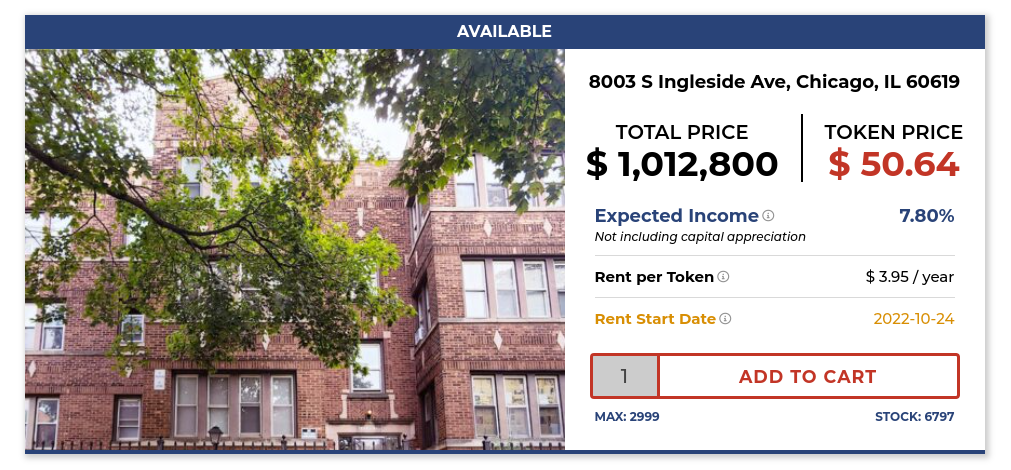 AVAILABLE
8003 S Ingleside Ave, Chicago, IL 60619
TOTAL PRICE
$ 1,012,800
TOKEN PRICE
$ 50.64
Expected Income
7.80%
Not including capital appreciation
Rent per Token
$ 3.95 / year
Rent Start Date
2022-10-24
1
ADD TO CART
MAX: 2999
STOCK: 6797